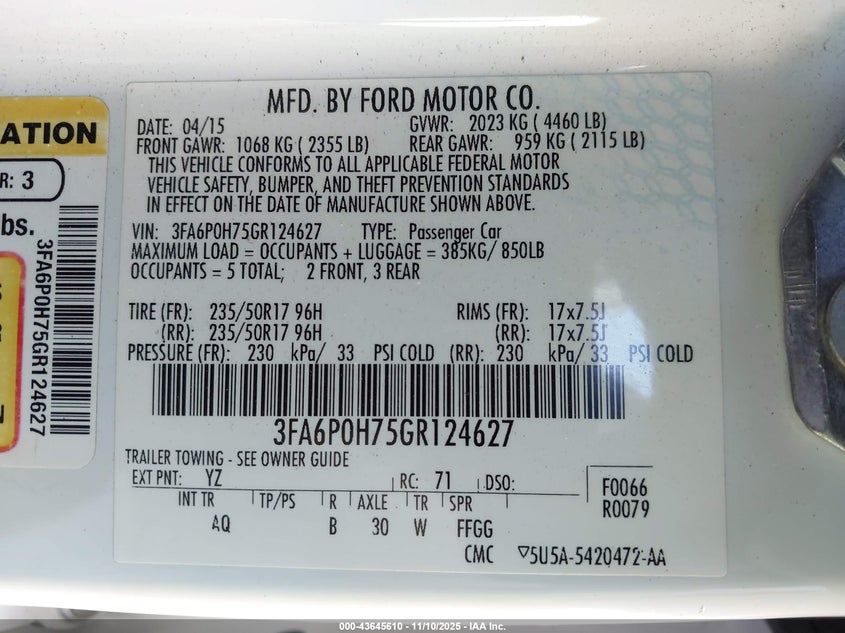 ATION
R: 3
lbs.
3FA6P0H75GR124627
MFD. BY FORD MOTOR CO.
DATE: 04/15 GVWR: 2023 KG ( 4460 LB)
FRONT GAWR: 1068 KG ( 2355 LB) REAR GAWR: 959 KG ( 2115 LB)
THIS VEHICLE CONFORMS TO ALL APPLICABLE FEDERAL MOTOR
VEHICLE SAFETY, BUMPER, AND THEFT PREVENTION STANDARDS
IN EFFECT ON THE DATE OF MANUFACTURE SHOWN ABOVE.
VIN: 3FA6P0H75GR124627 TYPE: Passenger Car
MAXIMUM LOAD = OCCUPANTS + LUGGAGE = 385KG/ 850LB
OCCUPANTS = 5 TOTAL; 2 FRONT, 3 REAR
TIRE (FR): 235/50R17 96H RIMS (FR): 17x7.5J
(RR): 235/50R17 96H (RR): 17x7.5J
PRESSURE (FR): 230 kPa/ 33 PSI COLD (RR): 230 kPa/ 33 PSI COLD
3FA6P0H75GR124627
TRAILER TOWING - SEE OWNER GUIDE
EXT PNT: YZ RC: 71 DSO:
F0066
R0079
INT TR TP/PS R AXLE TR SPR
AQ B 30 W FFGG
CMC ▽5U5A-5420472-AA
000-43645610 - 11/10/2025 - IAA Inc.